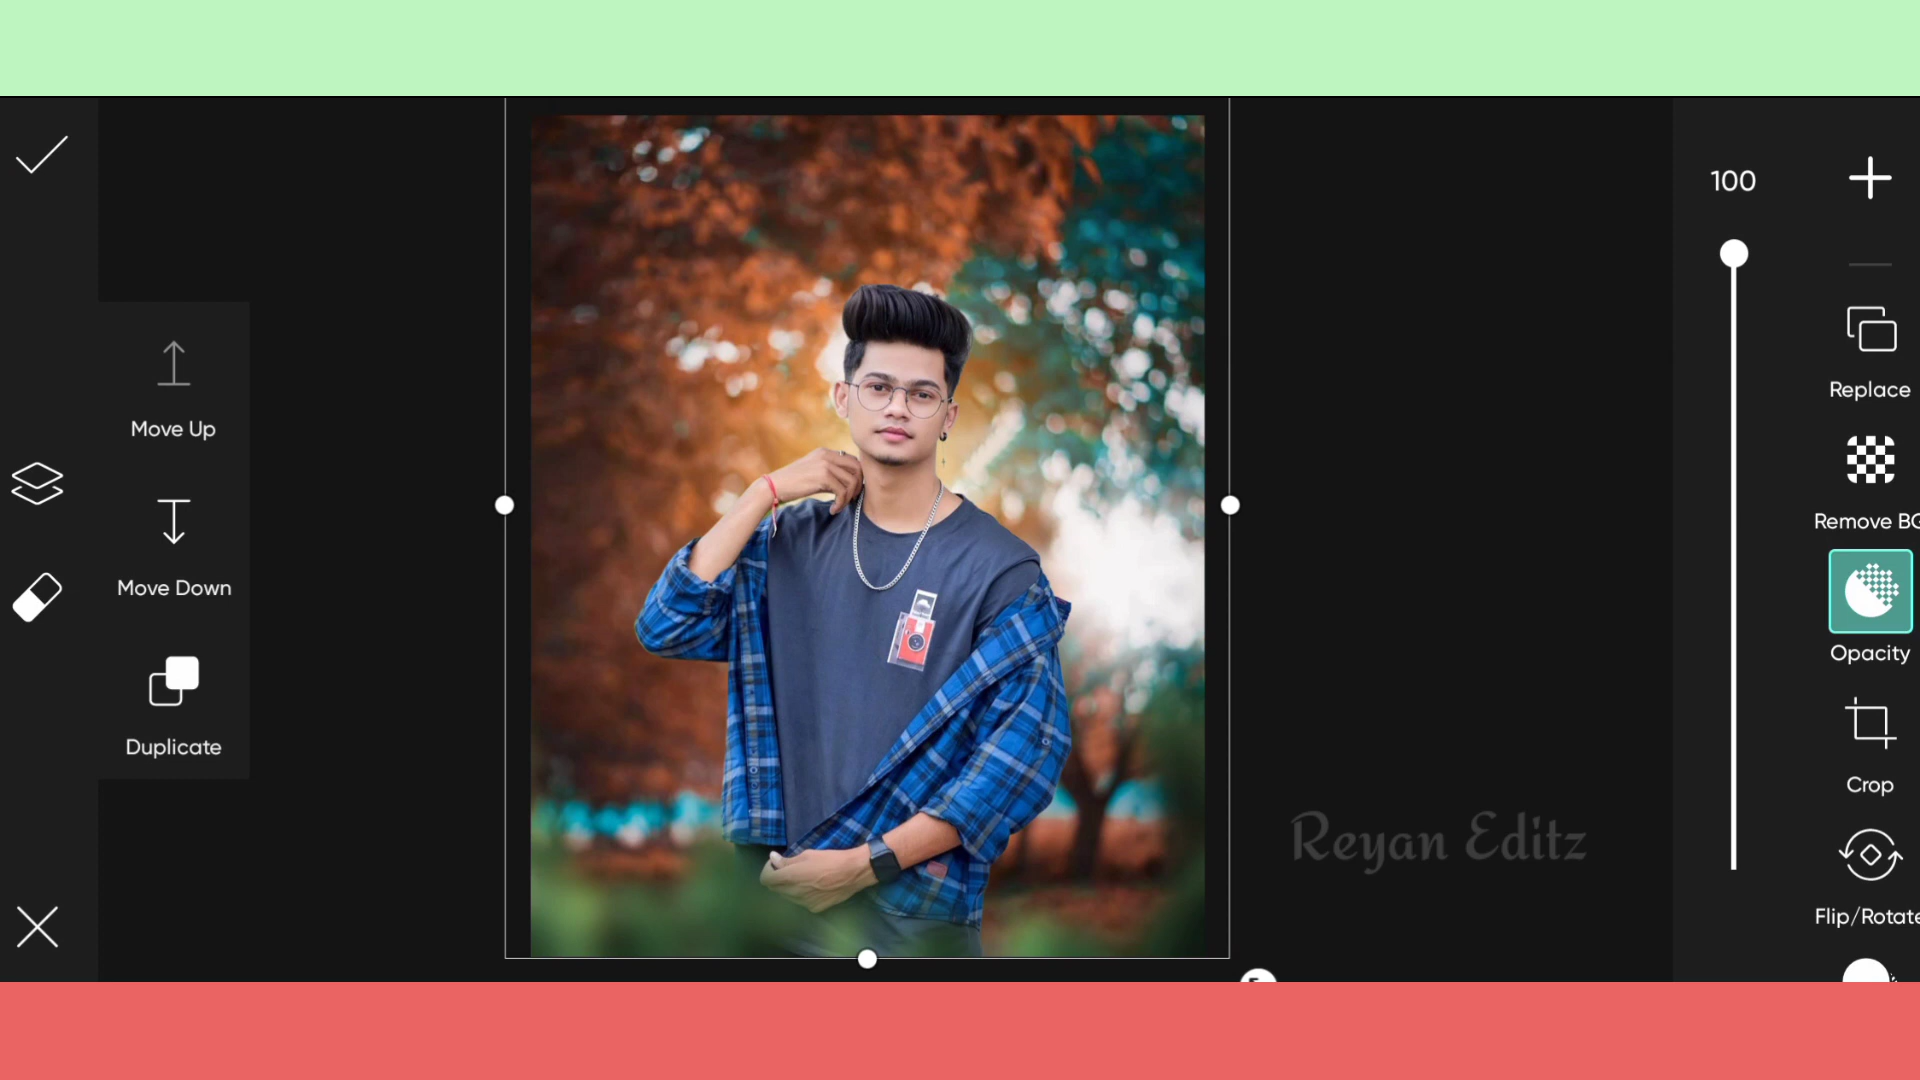 Move Up
Move Down
Duplicate
Reyan Editz
100
Replace
Remove BG
Opacity
Crop
Flip/Rotate